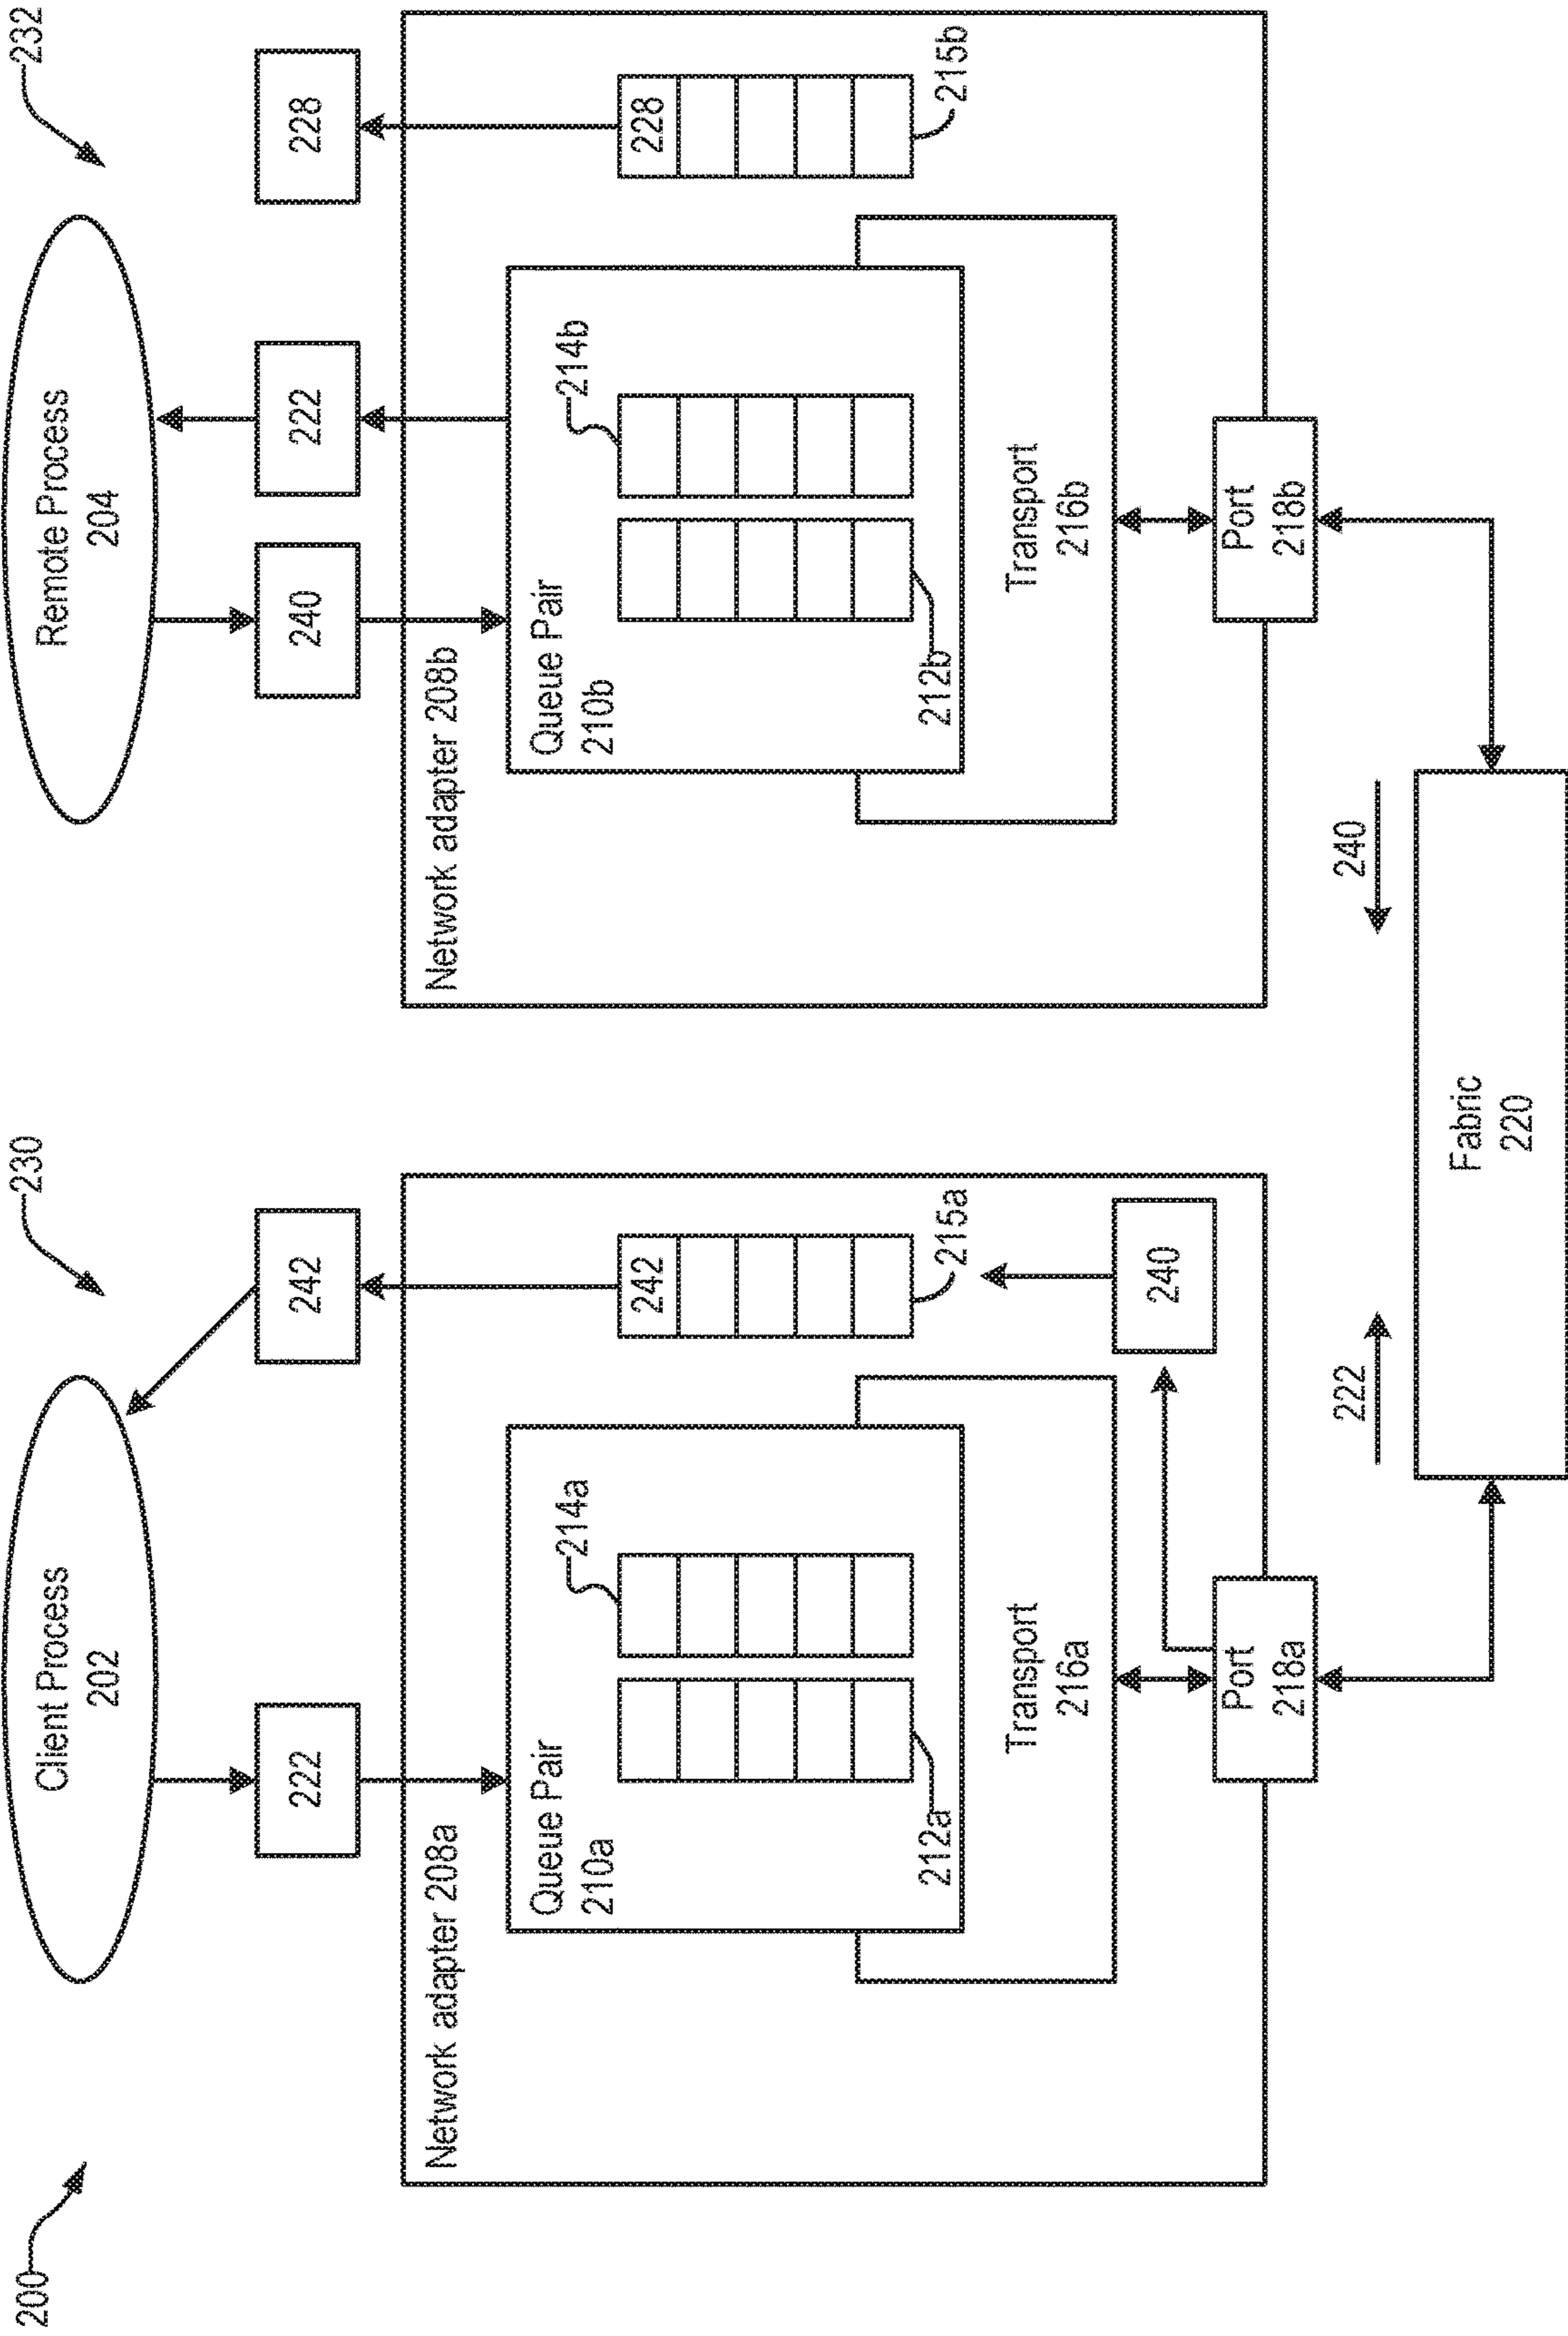 200
230
232
Client Process
202
Remote Process
204
222
242
240
222
228
Network adapter 208a
Queue Pair
210a
214a
212a
242
215a
Transport
216a
240
Port
218a
Network adapter 208b
Queue Pair
210b
214b
212b
228
215b
Transport
216b
Port
218b
222
240
Fabric
220